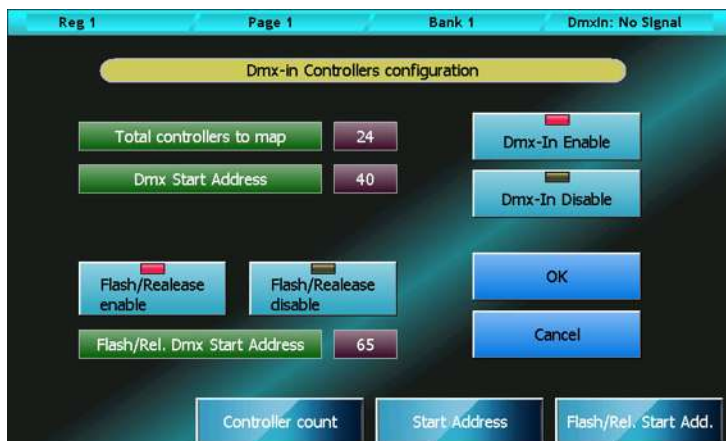 Reg 1 Page 1 Bank 1 DmxIn: No Signal
Dmx-in Controllers configuration
Total controllers to map 24
Dmx-In Enable
Dmx Start Address 40
Dmx-In Disable
Flash/Realease
enable
Flash/Realease
disable
OK
Flash/Rel. Dmx Start Address 65
Cancel
Controller count Start Address Flash/Rel. Start Add.